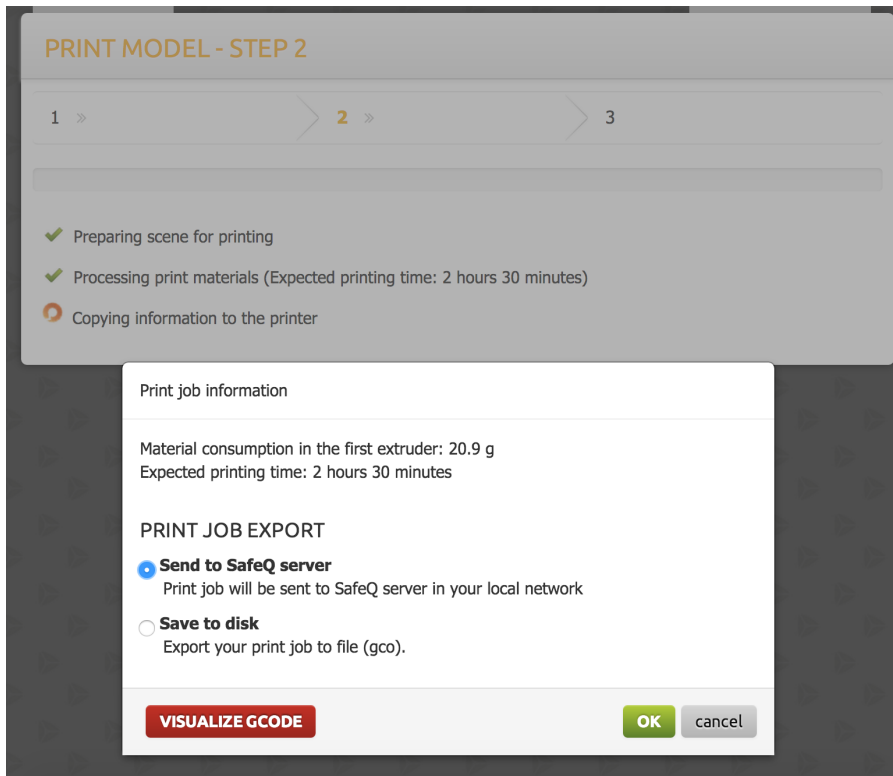 PRINT MODEL - STEP 2
1 »
2 »
3
Preparing scene for printing
Processing print materials (Expected printing time: 2 hours 30 minutes)
Copying information to the printer
Print job information
Material consumption in the first extruder: 20.9 g
Expected printing time: 2 hours 30 minutes
PRINT JOB EXPORT
Send to SafeQ server
Print job will be sent to SafeQ server in your local network
Save to disk
Export your print job to file (gco).
VISUALIZE GCODE
OK
cancel